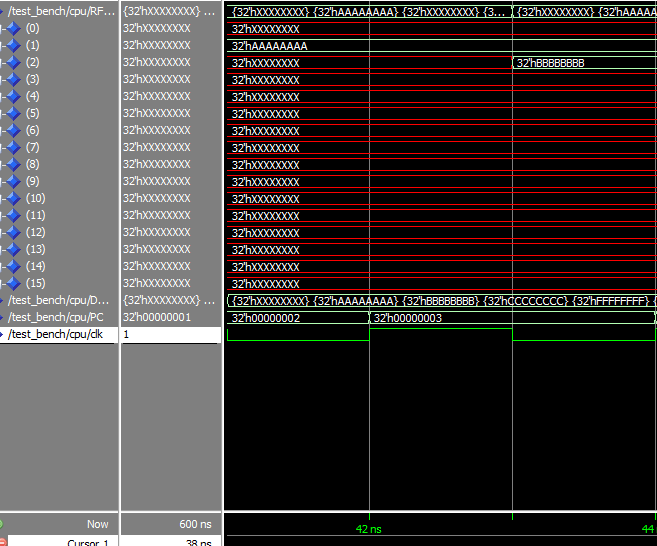 /test_bench/cpu/RF... {32'hXXXXXXXX} ... {32'hXXXXXXXX} {32'hAAAAAAAA} {32'hXXXXXXXX} {3... {32'hXXXXXXXX} {32'hAAAAA
(0) 32'hXXXXXXXX 32'hXXXXXXXX
(1) 32'hXXXXXXXX 32'hAAAAAAAA
(2) 32'hXXXXXXXX 32'hXXXXXXXX 32'hBBBBBBBB
(3) 32'hXXXXXXXX 32'hXXXXXXXX
(4) 32'hXXXXXXXX 32'hXXXXXXXX
(5) 32'hXXXXXXXX 32'hXXXXXXXX
(6) 32'hXXXXXXXX 32'hXXXXXXXX
(7) 32'hXXXXXXXX 32'hXXXXXXXX
(8) 32'hXXXXXXXX 32'hXXXXXXXX
(9) 32'hXXXXXXXX 32'hXXXXXXXX
(10) 32'hXXXXXXXX 32'hXXXXXXXX
(11) 32'hXXXXXXXX 32'hXXXXXXXX
(12) 32'hXXXXXXXX 32'hXXXXXXXX
(13) 32'hXXXXXXXX 32'hXXXXXXXX
(14) 32'hXXXXXXXX 32'hXXXXXXXX
(15) 32'hXXXXXXXX 32'hXXXXXXXX
/test_bench/cpu/D... {32'hXXXXXXXX} ... {32'hXXXXXXXX} {32'hAAAAAAAA} {32'hBBBBBBBB} {32'hCCCCCCCC} {32'hFFFFFFFF} {
/test_bench/cpu/PC 32'h00000001 32'h00000002 32'h00000003
/test_bench/cpu/clk 1
Now 600 ns 42 ns 44
Cursor 1 38 ns